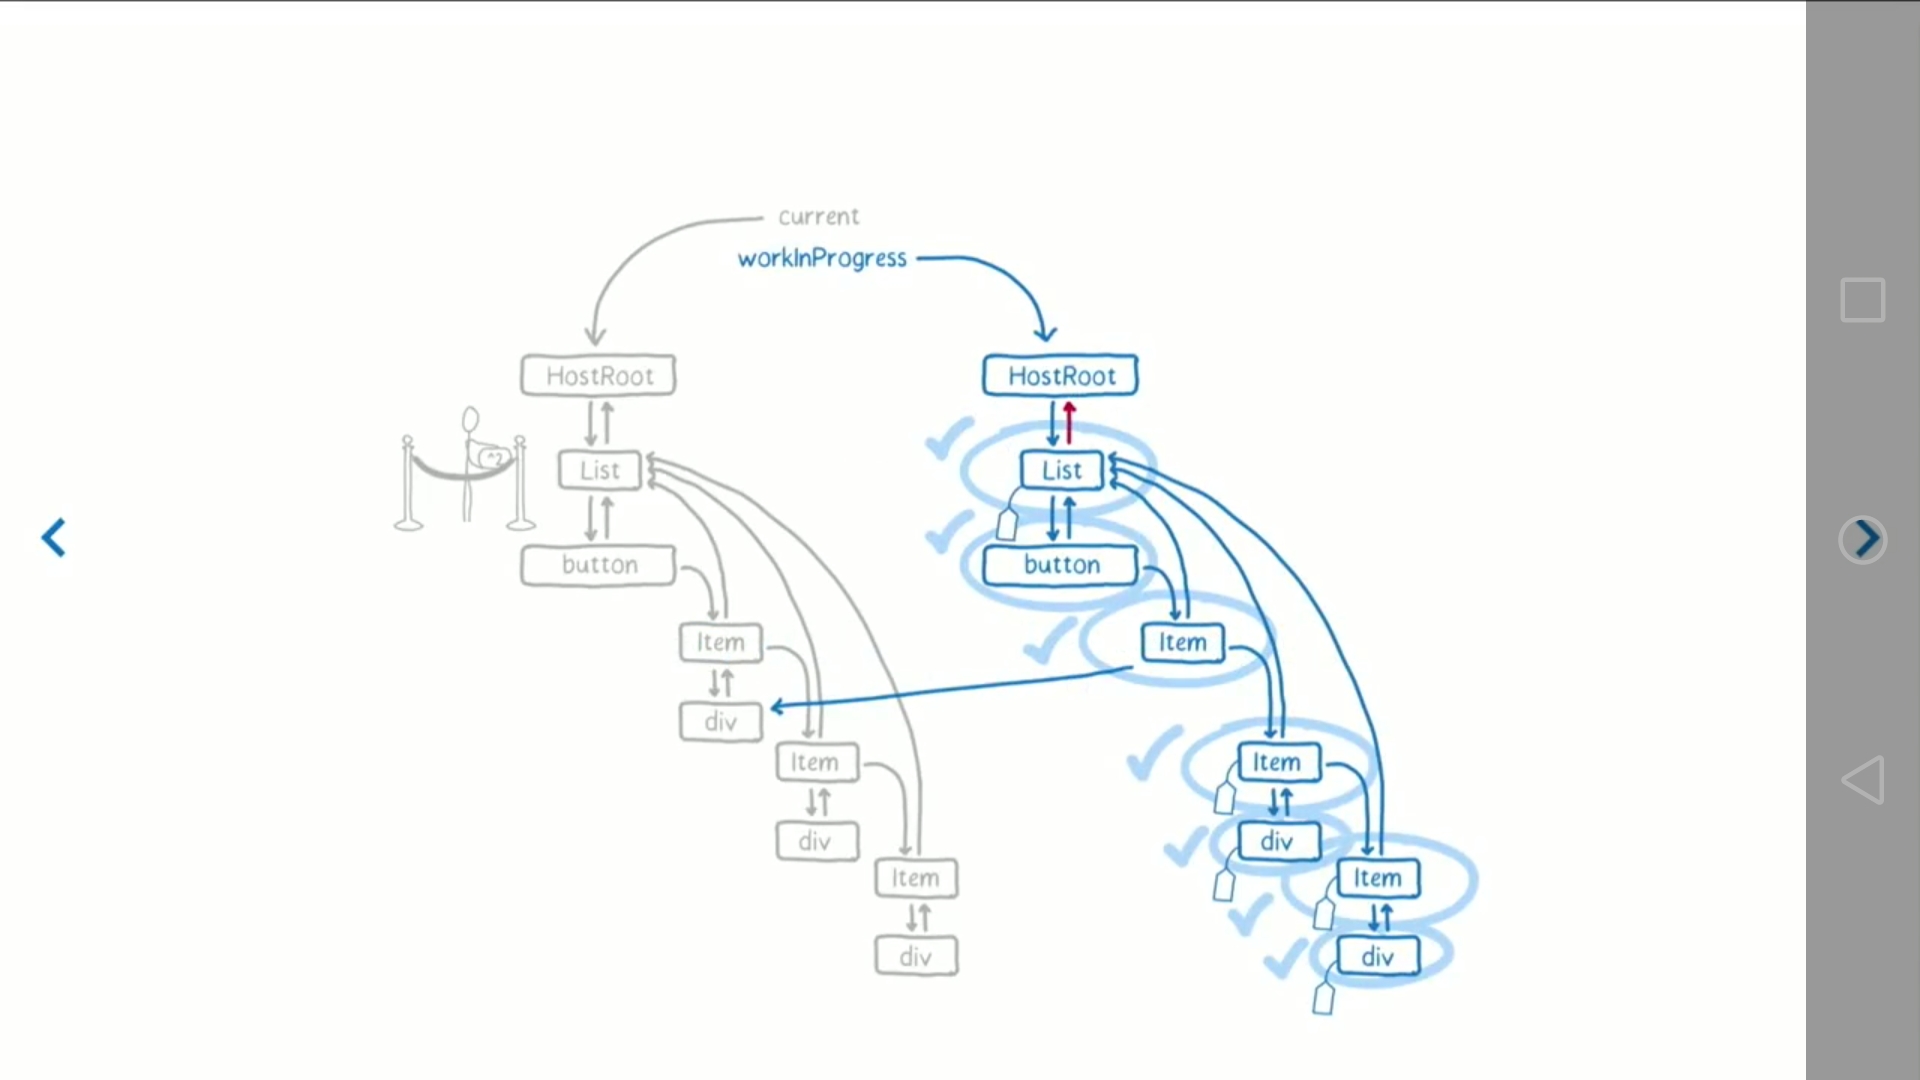 current
workInProgress
HostRoot
HostRoot
^2
List
List
button
button
Item
Item
div
Item
Item
div
div
Item
Item
div
div